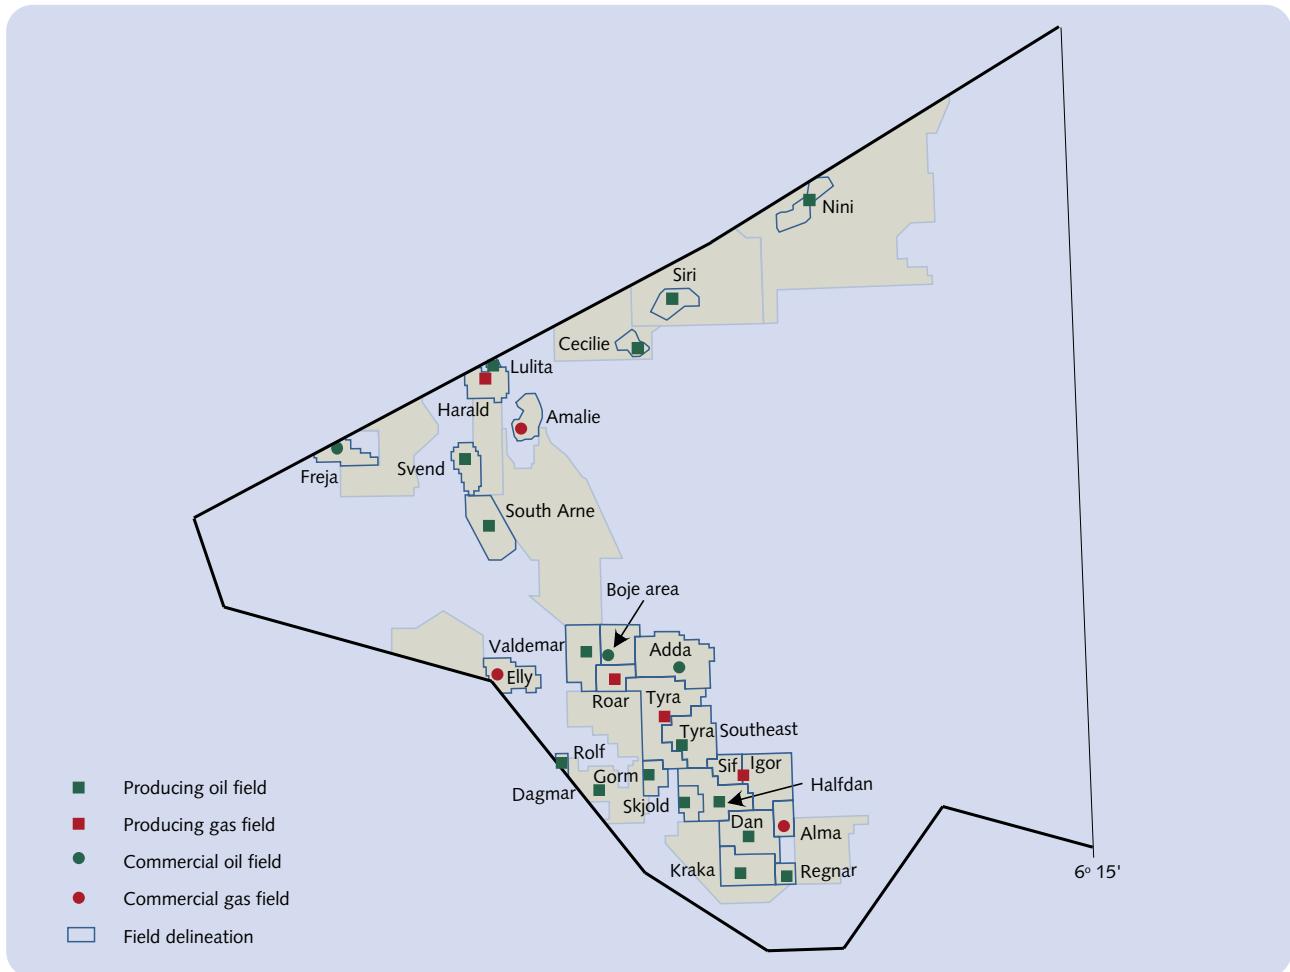 Nini
Siri
Cecilie
Lulita
Harald
Amalie
Freja
Svend
South Arne
Boje area
Valdemar
Adda
Elly
Roar
Tyra
Tyra Southeast
Rolf
Sif
Igor
Gorm
Halfdan
Dagmar
Skjold
Dan
Alma
Kraka
Regnar
6º 15'
Producing oil field
Producing gas field
Commercial oil field
Commercial gas field
Field delineation